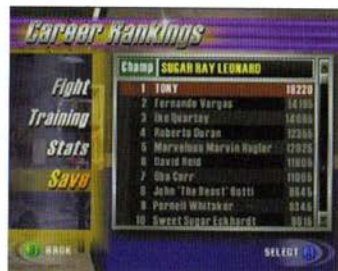 Career Rankings
Fight
Training
Stats
Save
Champ SUGAR RAY LEONARD
1 TONY 18220
2 Fernando Vargas
3 Ike Quartey
4 Roberto Duran
5 Marvelous Marvin Hagler
6 David Reid
7 Oba Carr
8 John "The Beast" Gotti
9 Pernell Whitaker
10 Sweet Sugar Eckhardt
BACK
SELECT A